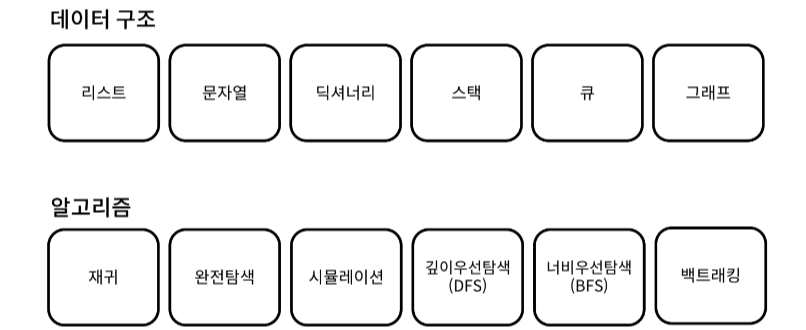 데이터 구조
리스트
문자열
딕셔너리
스택
큐
그래프
알고리즘
재귀
완전탐색
시뮬레이션
깊이우선탐색
(DFS)
너비우선탐색
(BFS)
백트래킹